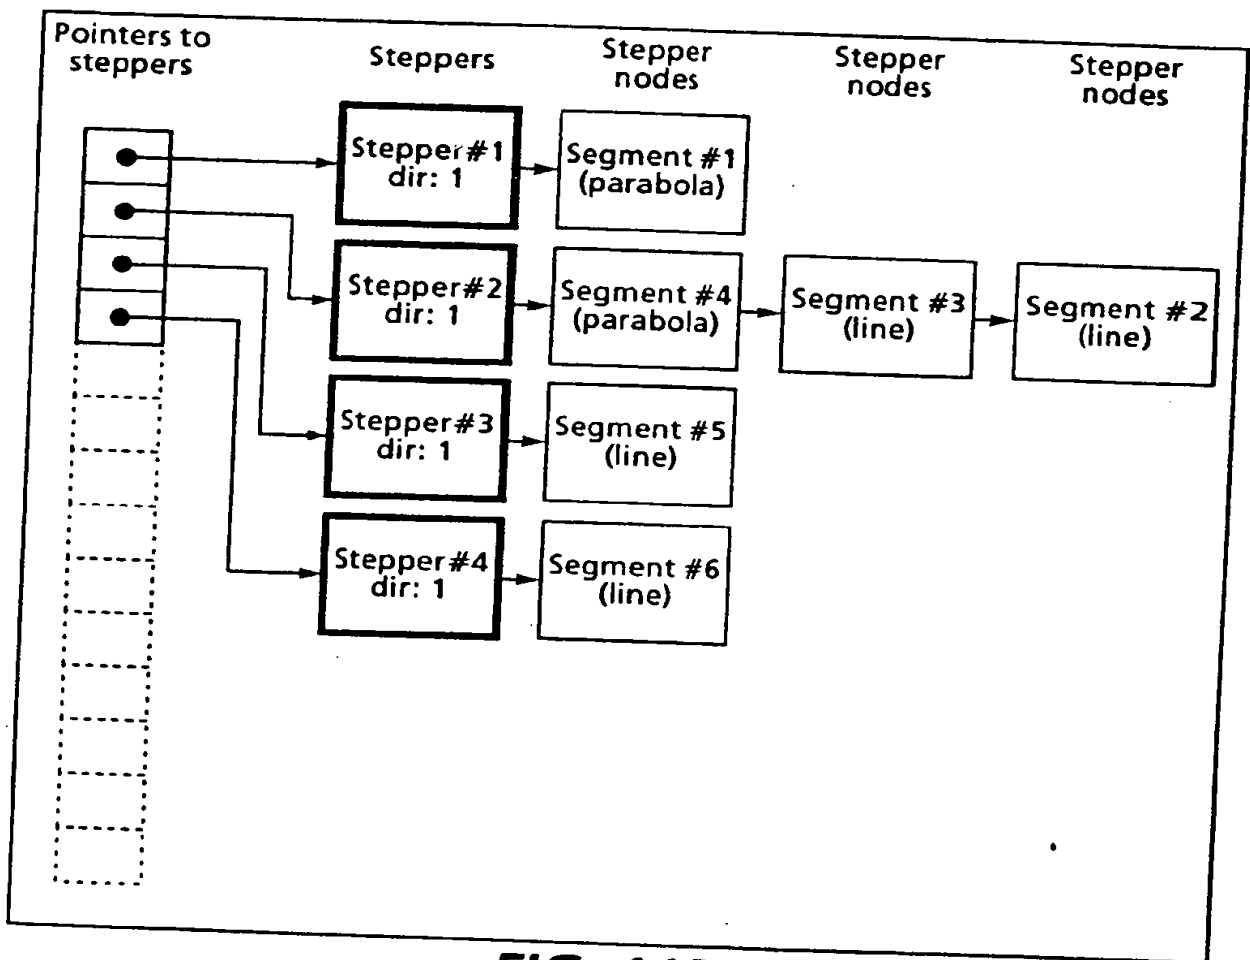 Pointers to
steppers
Steppers
Stepper
nodes
Stepper
nodes
Stepper
nodes
Stepper#1
dir: 1
Segment #1
(parabola)
Stepper#2
dir: 1
Segment #4
(parabola)
Segment #3
(line)
Segment #2
(line)
Stepper#3
dir: 1
Segment #5
(line)
Stepper#4
dir: 1
Segment #6
(line)